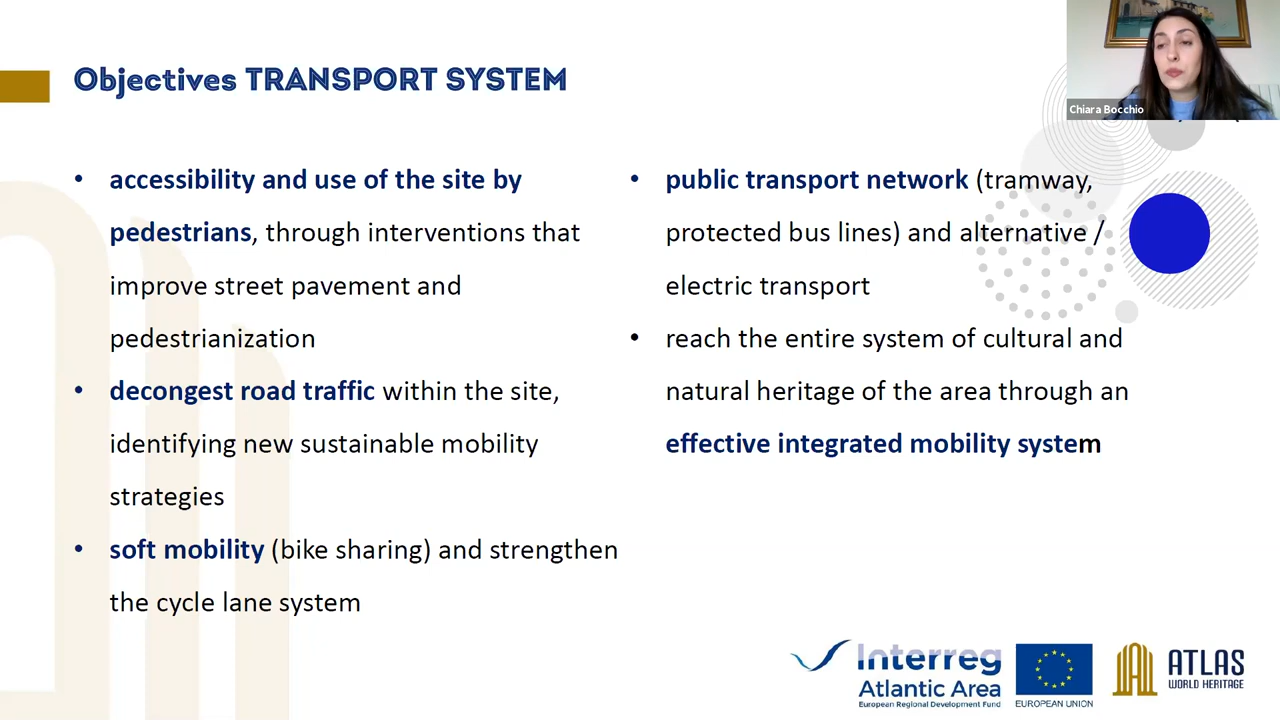 Objectives TRANSPORT SYSTEM
Chiara Bocchio
• accessibility and use of the site by
pedestrians, through interventions that
improve street pavement and
pedestrianization
• decongest road traffic within the site,
identifying new sustainable mobility
strategies
• soft mobility (bike sharing) and strengthen
the cycle lane system
• public transport network (tramway,
protected bus lines) and alternative /
electric transport
• reach the entire system of cultural and
natural heritage of the area through an
effective integrated mobility system
Interreg
Atlantic Area
European Regional Development Fund
EUROPEAN UNION
ATLAS
WORLD HERITAGE